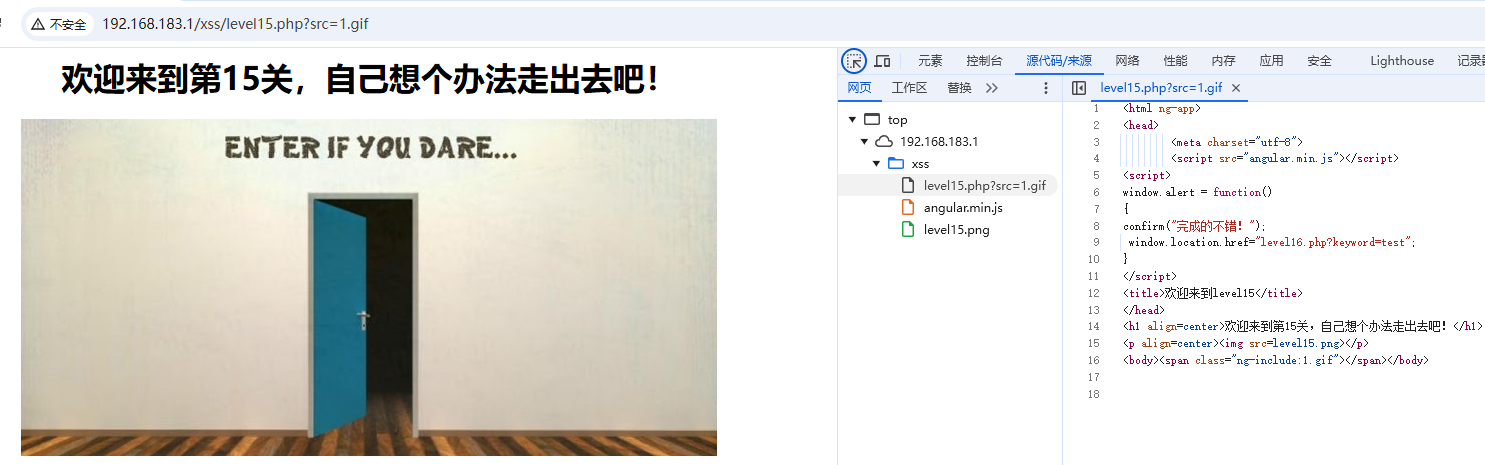 不安全 192.168.183.1/xss/level15.php?src=1.gif
欢迎来到第15关，自己想个办法走出去吧！
ENTER IF YOU DARE...
元素 控制台 源代码/来源 网络 性能 内存 应用 安全 Lighthouse 记录器
网页 工作区 替换
top
192.168.183.1
xss
level15.php?src=1.gif
angular.min.js
level15.png
level15.php?src=1.gif ×
1 <html ng-app>
2 <head>
3 <meta charset="utf-8">
4 <script src="angular.min.js"></script>
5 <script>
6 window.alert = function()
7 {
8 confirm("完成的不错！");
9 window.location.href="level16.php?keyword=test";
10 }
11 </script>
12 <title>欢迎来到level15</title>
13 </head>
14 <h1 align=center>欢迎来到第15关，自己想个办法走出去吧！</h1>
15 <p align=center><img src=level15.png></p>
16 <body><span class="ng-include:1.gif"></span></body>
17
18